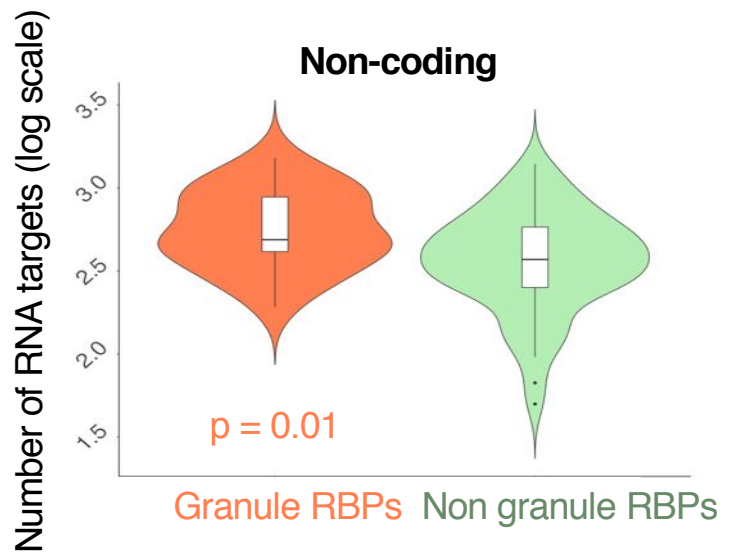 Non-coding
Number of RNA targets (log scale)
3.5
3.0
2.5
2.0
1.5
p = 0.01
Granule RBPs
Non granule RBPs